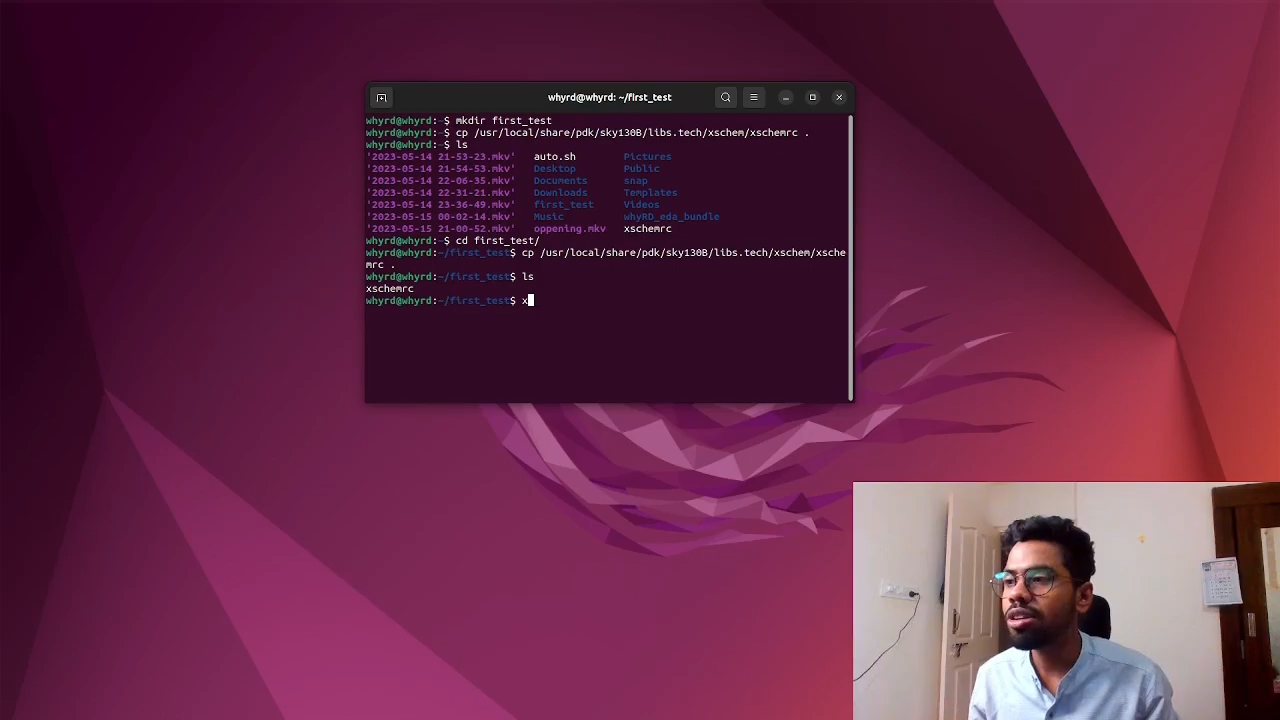 whyrd@whyrd: ~/first_test
whyrd@whyrd:~$ mkdir first_test
whyrd@whyrd:~$ cp /usr/local/share/pdk/sky130B/libs.tech/xschem/xschemrc .
whyrd@whyrd:~$ ls
'2023-05-14 21-53-23.mkv' auto.sh Pictures
'2023-05-14 21-54-53.mkv' Desktop Public
'2023-05-14 22-06-35.mkv' Documents snap
'2023-05-14 22-31-21.mkv' Downloads Templates
'2023-05-14 23-36-49.mkv' first_test Videos
'2023-05-15 00-02-14.mkv' Music whyRD_eda_bundle
'2023-05-15 21-00-52.mkv' oppening.mkv xschemrc
whyrd@whyrd:~$ cd first_test/
whyrd@whyrd:~/first_test$ cp /usr/local/share/pdk/sky130B/libs.tech/xschem/xsche
mrc .
whyrd@whyrd:~/first_test$ ls
xschemrc
whyrd@whyrd:~/first_test$ x